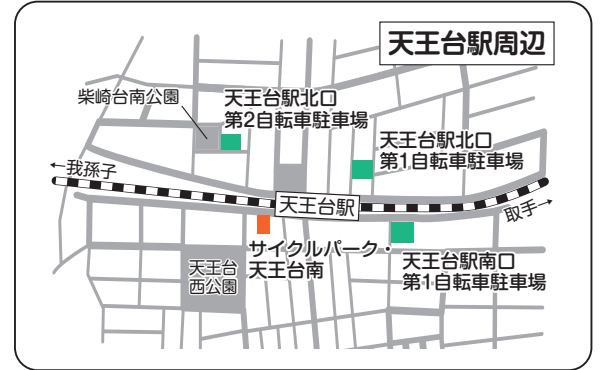 天王台駅周辺
柴崎台南公園
天王台駅北口
第2自転車駐車場
天王台駅北口
第1自転車駐車場
←我孫子
天王台駅
取手→
サイクルパーク・
天王台南
天王台
西公園
天王台駅南口
第1自転車駐車場